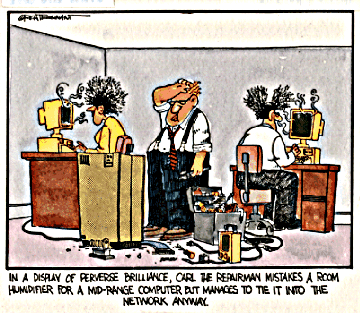 IN A DISPLAY OF PERVERSE BRILLIANCE, CARL THE REPAIRMAN MISTAKES A ROOM
HUMIDIFIER FOR A MID-RANGE COMPUTER BUT MANAGES TO TIE IT INTO THE
NETWORK ANYWAY.